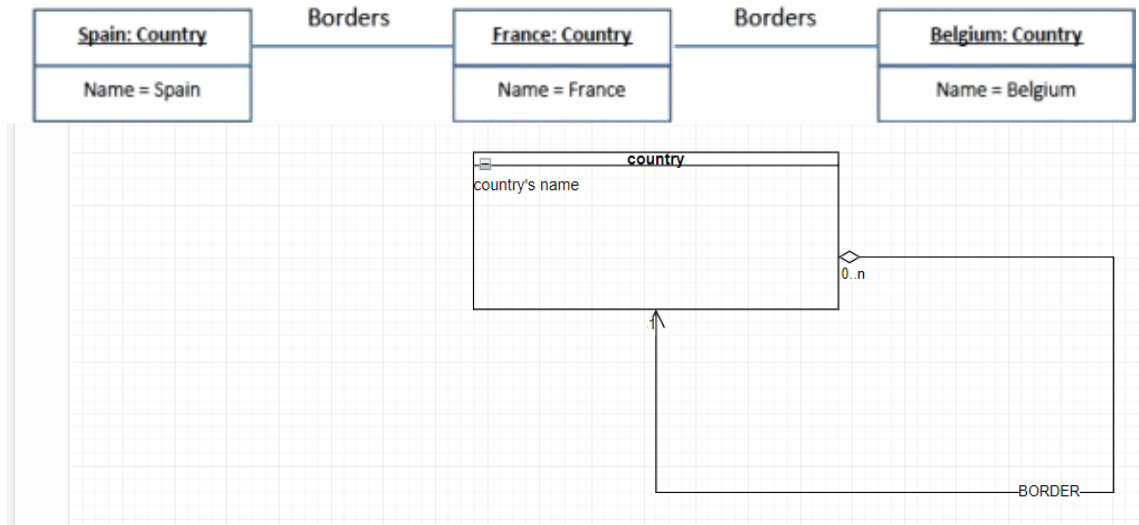 Borders Borders
Spain: Country France: Country Belgium: Country
Name = Spain Name = France Name = Belgium
country
country's name
0..n
1
BORDER